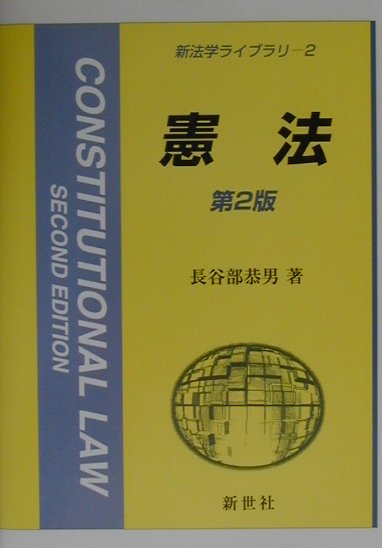 新法学ライブラリ－2
憲 法
第2版
長谷部恭男 著
新世社
CONSTITUTIONAL LAW
SECOND EDITION